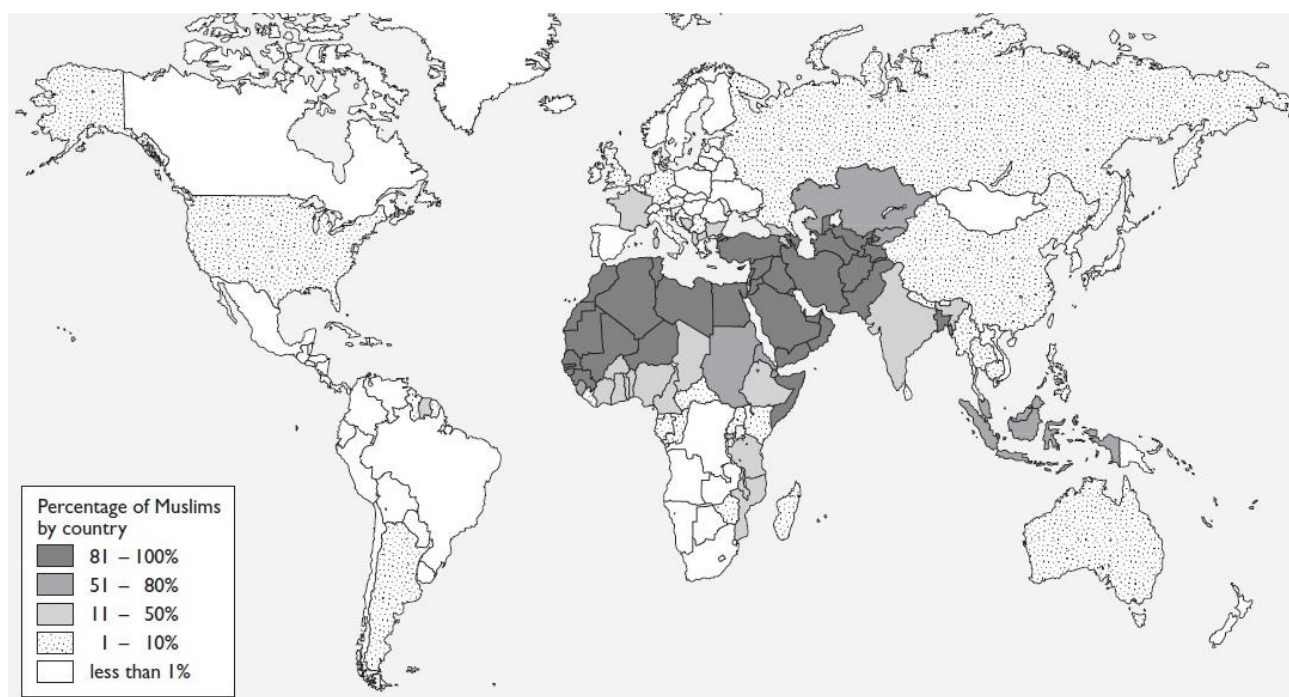 Percentage of Muslims
by country
81 – 100%
51 – 80%
11 – 50%
1 – 10%
less than 1%